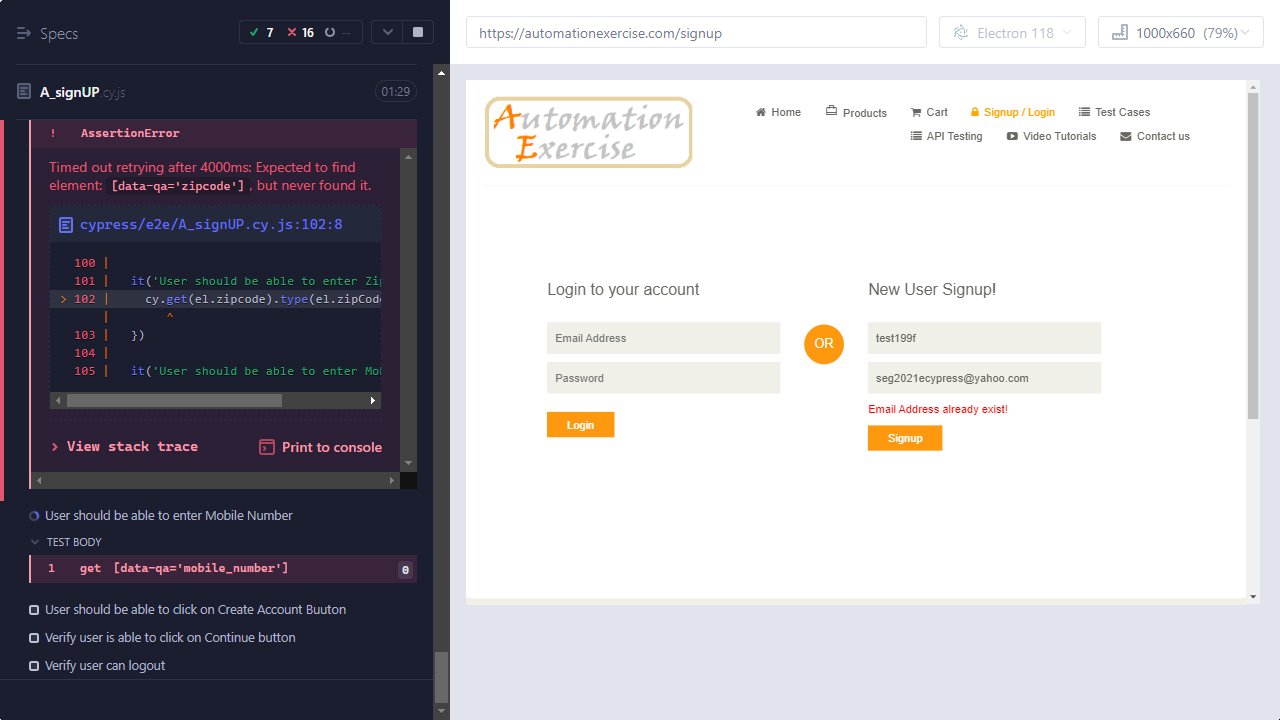 Specs
7 16 --
https://automationexercise.com/signup
Electron 118
1000x660 (79%)
A_signUP.cy.js
01:29
! AssertionError
Timed out retrying after 4000ms: Expected to find
element: [data-qa='zipcode'], but never found it.
cypress/e2e/A_signUP.cy.js:102:8
100 |
101 | it('User should be able to enter Zi
> 102 | cy.get(el.zipcode).type(el.zipCod
| ^
103 | })
104 |
105 | it('User should be able to enter Mo
View stack trace
Print to console
User should be able to enter Mobile Number
TEST BODY
1 get [data-qa='mobile_number'] 0
User should be able to click on Create Account Buuton
Verify user is able to click on Continue button
Verify user can logout
Automation
Exercise
Home
Products
Cart
Signup / Login
Test Cases
API Testing
Video Tutorials
Contact us
Login to your account
Email Address
Password
Login
OR
New User Signup!
test199f
seg2021ecypress@yahoo.com
Email Address already exist!
Signup